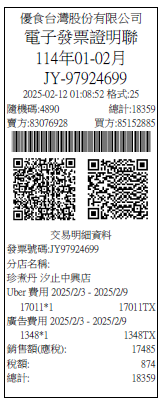 優食台灣股份有限公司
電子發票證明聯
114年01-02月
JY-97924699
2025-02-12 01:08:52 格式:25
隨機碼:4890 總計:18359
賣方:83076928 買方:85152885
交易明細資料
發票號碼:JY97924699
分店名稱:
珍煮丹 汐止中興店
Uber 費用 2025/2/3 - 2025/2/9
17011*1 17011TX
廣告費用 2025/2/3 - 2025/2/9
1348*1 1348TX
銷售額(應稅): 17485
稅額: 874
總計: 18359